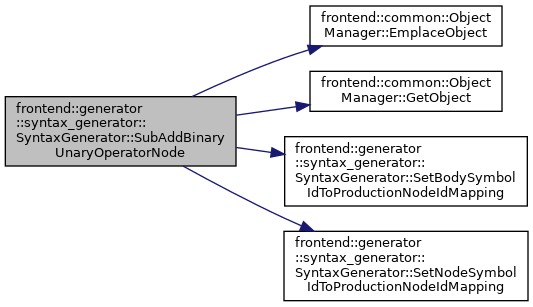 frontend::generator
::syntax_generator::
SyntaxGenerator::SubAddBinary
UnaryOperatorNode
frontend::common::Object
Manager::EmplaceObject
frontend::common::Object
Manager::GetObject
frontend::generator
::syntax_generator::
SyntaxGenerator::SetBodySymbol
IdToProductionNodeIdMapping
frontend::generator
::syntax_generator::
SyntaxGenerator::SetNodeSymbol
IdToProductionNodeIdMapping